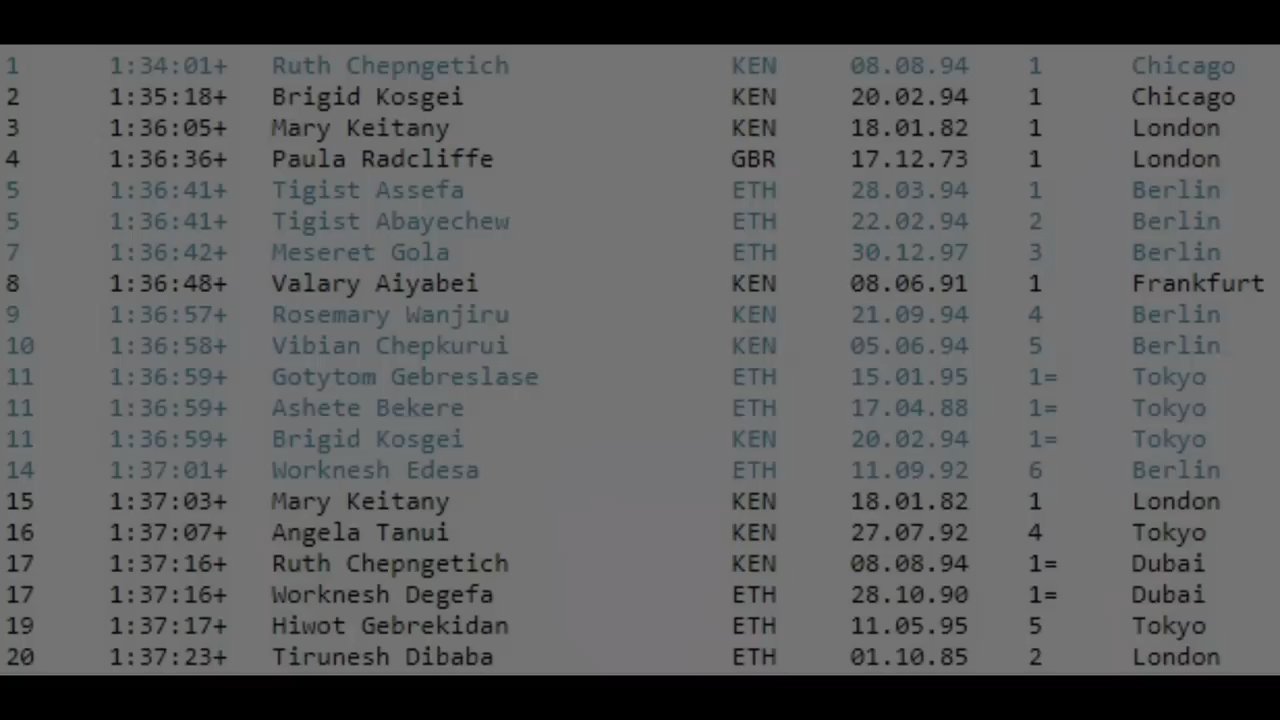 1 1:34:01+ Ruth Chepngetich KEN 08.08.94 1 Chicago
2 1:35:18+ Brigid Kosgei KEN 20.02.94 1 Chicago
3 1:36:05+ Mary Keitany KEN 18.01.82 1 London
4 1:36:36+ Paula Radcliffe GBR 17.12.73 1 London
5 1:36:41+ Tigist Assefa ETH 28.03.94 1 Berlin
5 1:36:41+ Tigist Abayechew ETH 22.02.94 2 Berlin
7 1:36:42+ Meseret Gola ETH 30.12.97 3 Berlin
8 1:36:48+ Valary Aiyabei KEN 08.06.91 1 Frankfurt
9 1:36:57+ Rosemary Wanjiru KEN 21.09.94 4 Berlin
10 1:36:58+ Vibian Chepkurui KEN 05.06.94 5 Berlin
11 1:36:59+ Gotytom Gebreslase ETH 15.01.95 1= Tokyo
11 1:36:59+ Ashete Bekere ETH 17.04.88 1= Tokyo
11 1:36:59+ Brigid Kosgei KEN 20.02.94 1= Tokyo
14 1:37:01+ Worknesh Edesa ETH 11.09.92 6 Berlin
15 1:37:03+ Mary Keitany KEN 18.01.82 1 London
16 1:37:07+ Angela Tanui KEN 27.07.92 4 Tokyo
17 1:37:16+ Ruth Chepngetich KEN 08.08.94 1= Dubai
17 1:37:16+ Worknesh Degefa ETH 28.10.90 1= Dubai
19 1:37:17+ Hiwot Gebrekidan ETH 11.05.95 5 Tokyo
20 1:37:23+ Tirunesh Dibaba ETH 01.10.85 2 London